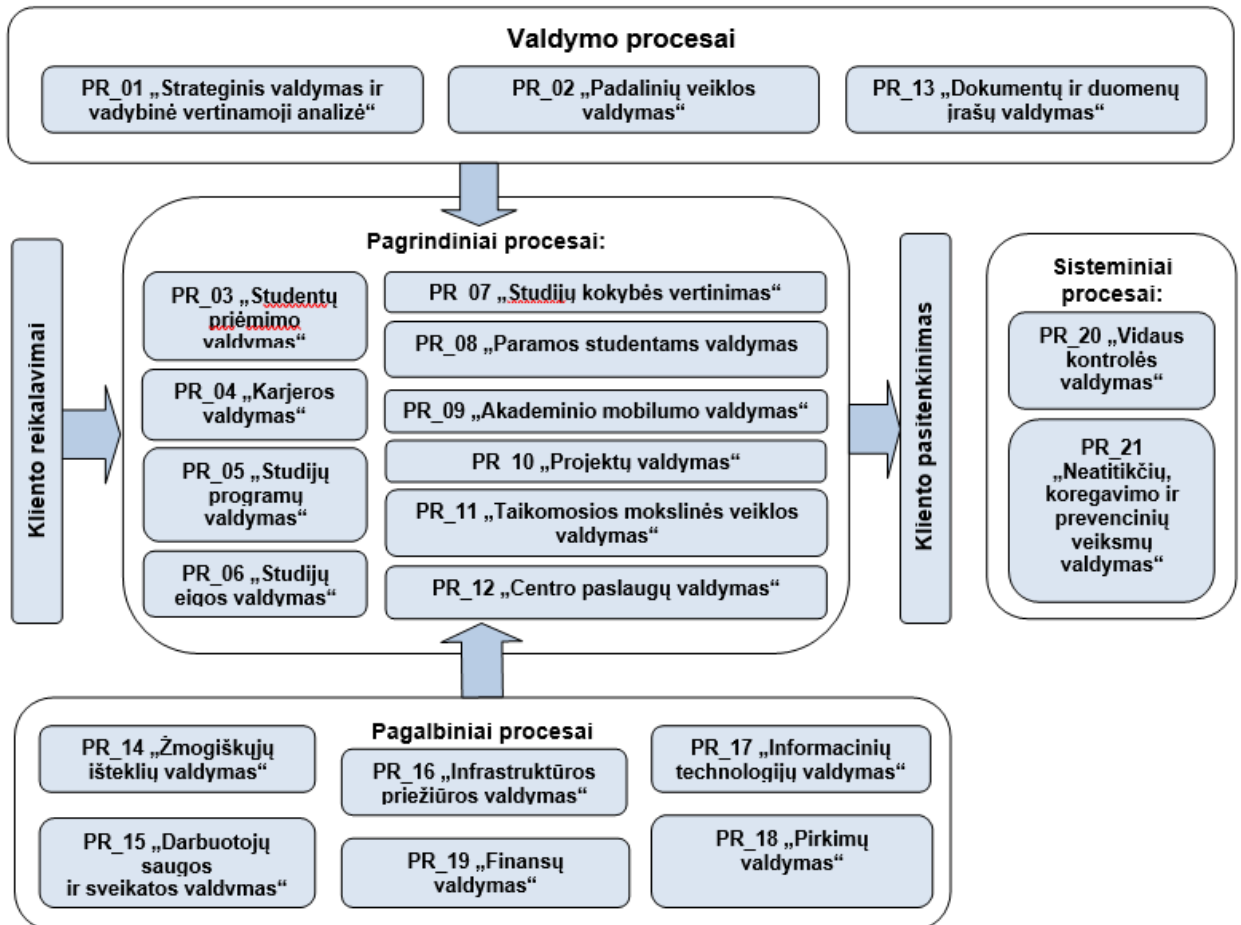 Valdymo procesai
PR_01 „Strateginis valdymas ir
vadybinė vertinamoji analizė“
PR_02 „Padalinių veiklos
valdymas“
PR_13 „Dokumentų ir duomenų
įrašų valdymas“
Kliento reikalavimai
Pagrindiniai procesai:
PR_03 „Studentų
priėmimo
valdymas“
PR_04 „Karjeros
valdymas“
PR_05 „Studijų
programų
valdymas“
PR_06 „Studijų
eigos valdymas“
PR 07 „Studijų kokybės vertinimas“
PR_08 „Paramos studentams valdymas
PR_09 „Akademinio mobilumo valdymas“
PR 10 „Projektų valdymas“
PR_11 „Taikomosios mokslinės veiklos
valdymas“
PR_12 „Centro paslaugų valdymas“
Kliento pasitenkinimas
Sisteminiai
procesai:
PR_20 „Vidaus
kontrolės
valdymas“
PR_21
„Neatitikčių,
koregavimo ir
prevencinių
veiksmų
valdymas“
Pagalbiniai procesai
PR_14 „Žmogiškųjų
išteklių valdymas“
PR_15 „Darbuotojų
saugos
ir sveikatos valdymas“
PR_16 „Infrastruktūros
priežiūros valdymas“
PR_19 „Finansų
valdymas“
PR_17 „Informacinių
technologijų valdymas“
PR_18 „Pirkimų
valdymas“